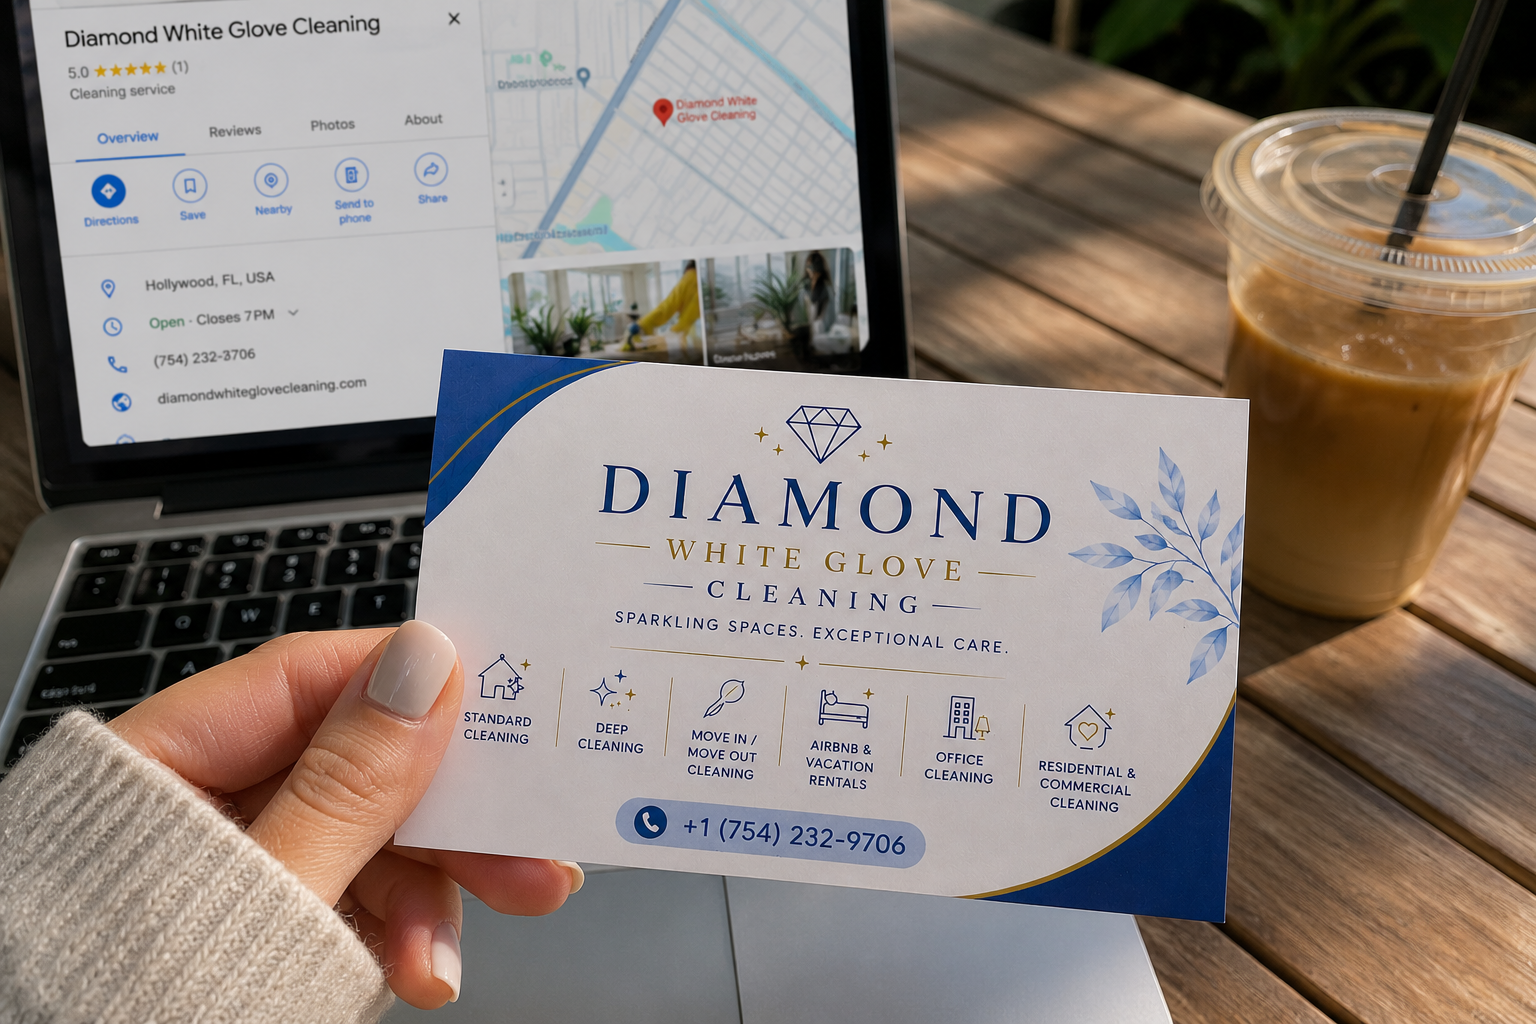 Diamond White Glove Cleaning
5.0 (1)
Cleaning service
Overview Reviews Photos About
Directions Save Nearby Send to phone Share
Hollywood, FL, USA
Open · Closes 7 PM
(754) 232-3706
diamondwhiteglovecleaning.com
Diamond White
Glove Cleaning
DIAMOND
WHITE GLOVE
CLEANING
SPARKLING SPACES. EXCEPTIONAL CARE.
STANDARD
CLEANING
DEEP
CLEANING
MOVE IN /
MOVE OUT
CLEANING
AIRBNB &
VACATION
RENTALS
OFFICE
CLEANING
RESIDENTIAL &
COMMERCIAL
CLEANING
+1 (754) 232-9706